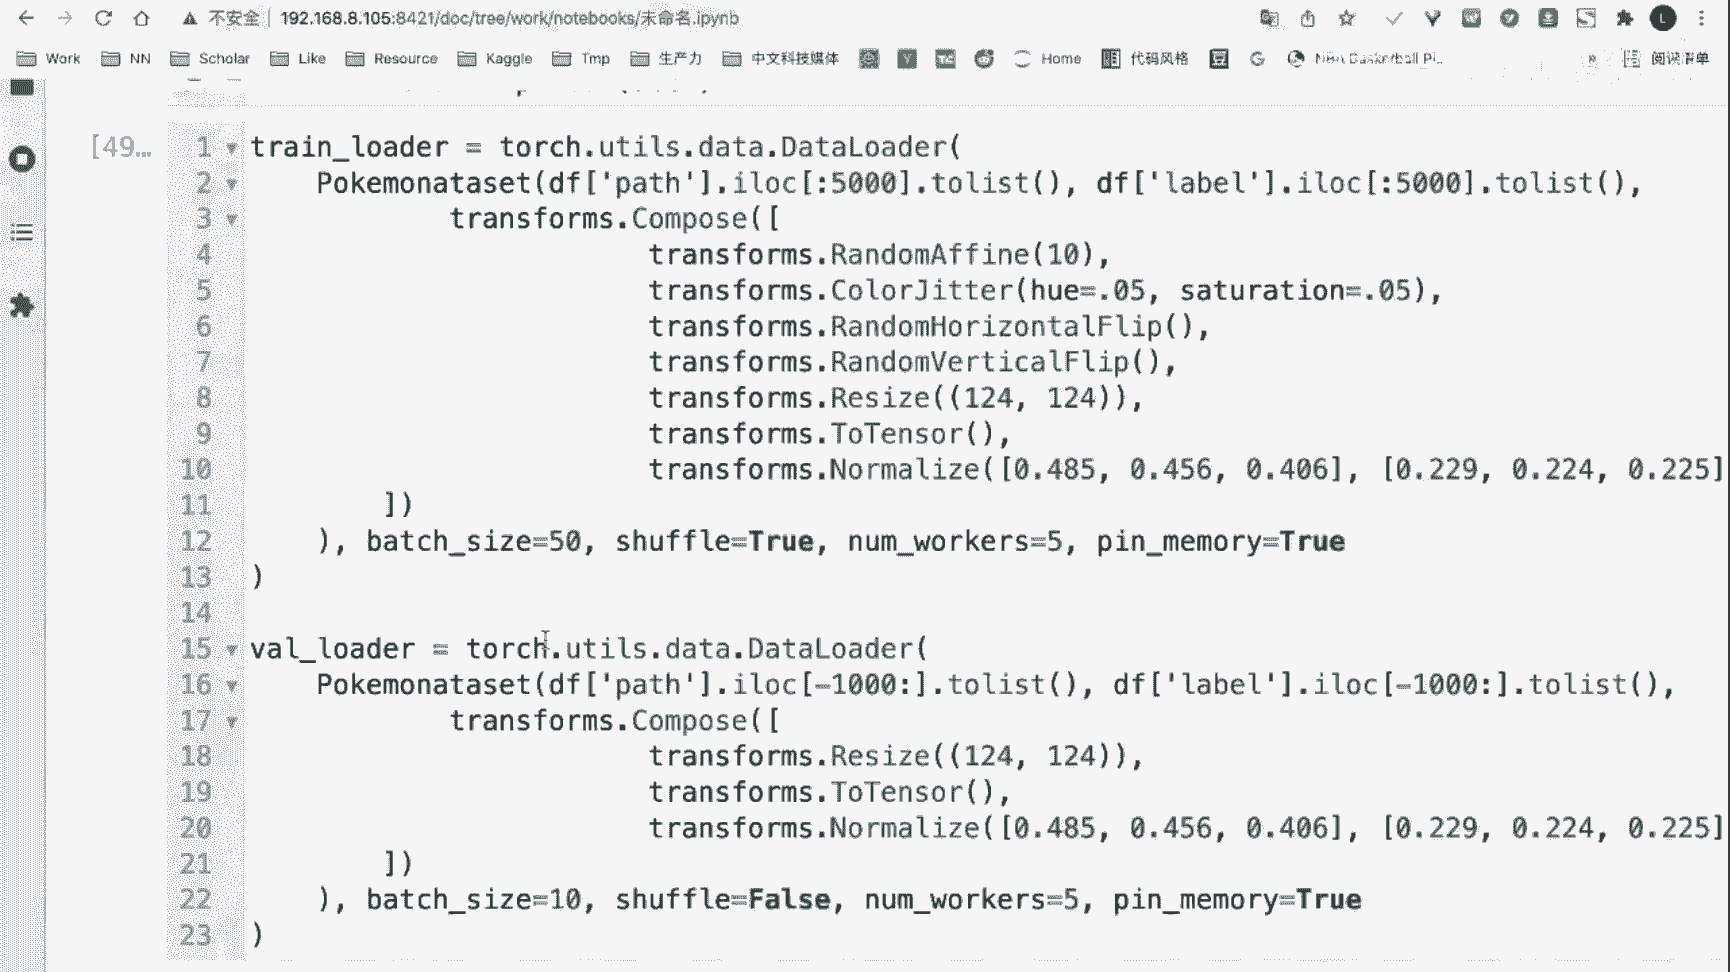 不安全 192.168.8.105:8421/doc/tree/work/notebooks/未命名.ipynb
Work NN Scholar Like Resource Kaggle Tmp 生产力 中文科技媒体 Home 代码风格 豆 G NBA Basketball Pi... » 阅读清单
[49…
1 train_loader = torch.utils.data.DataLoader(
2 Pokemonataset(df['path'].iloc[:5000].tolist(), df['label'].iloc[:5000].tolist(),
3 transforms.Compose([
4 transforms.RandomAffine(10),
5 transforms.ColorJitter(hue=.05, saturation=.05),
6 transforms.RandomHorizontalFlip(),
7 transforms.RandomVerticalFlip(),
8 transforms.Resize((124, 124)),
9 transforms.ToTensor(),
10 transforms.Normalize([0.485, 0.456, 0.406], [0.229, 0.224, 0.225]
11 ])
12 ), batch_size=50, shuffle=True, num_workers=5, pin_memory=True
13 )
14
15 val_loader = torch.utils.data.DataLoader(
16 Pokemonataset(df['path'].iloc[-1000:].tolist(), df['label'].iloc[-1000:].tolist(),
17 transforms.Compose([
18 transforms.Resize((124, 124)),
19 transforms.ToTensor(),
20 transforms.Normalize([0.485, 0.456, 0.406], [0.229, 0.224, 0.225]
21 ])
22 ), batch_size=10, shuffle=False, num_workers=5, pin_memory=True
23 )